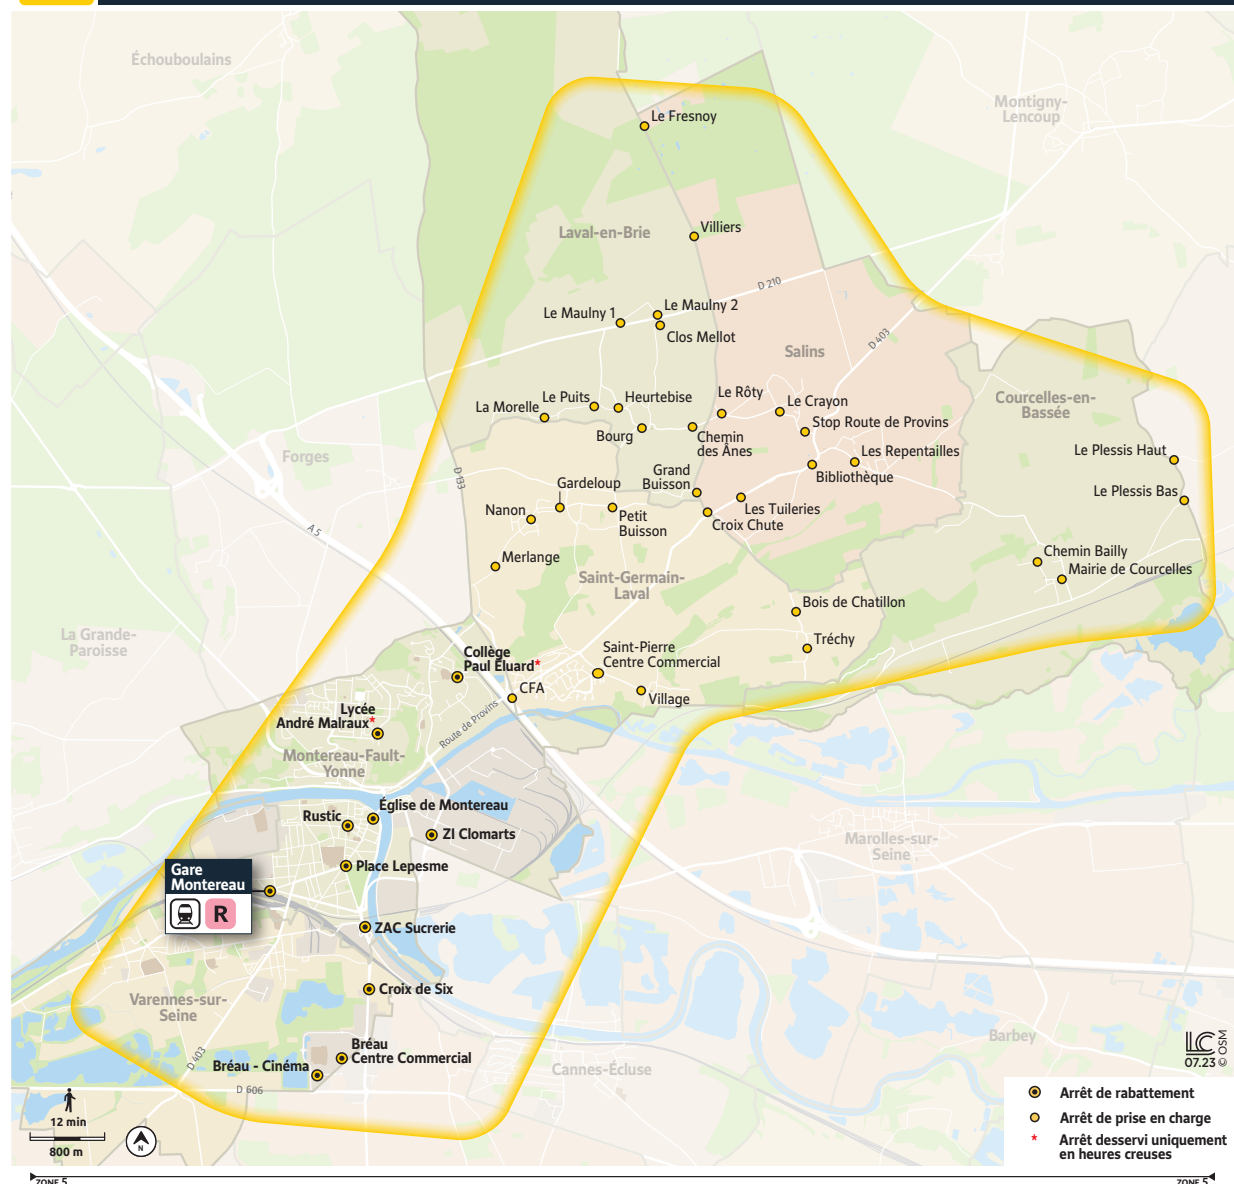 Échouboulains
Montigny-
Lencoup
Le Fresnoy
Laval-en-Brie
Villiers
D 210
Le Maulny 2
Le Maulny 1
Clos Mellot
D 403
Salins
Le Rôty
Le Crayon
Courcelles-en-
Bassée
Le Puits
Heurtebise
La Morelle
Bourg
Stop Route de Provins
Chemin
des Ânes
Les Repentailles
Le Plessis Haut
Forges
D 133
Grand
Buisson
Bibliothèque
Gardeloup
Le Plessis Bas
Nanon
Petit
Buisson
Les Tuileries
Croix Chute
A 5
Merlange
Chemin Bailly
Mairie de Courcelles
Saint-Germain-
Laval
Bois de Chatillon
La Grande-
Paroisse
Tréchy
Collège
Paul Éluard*
Saint-Pierre
Centre Commercial
CFA
Village
Lycée
André Malraux*
Route de Provins
Montereau-Fault-
Yonne
Église de Montereau
Rustic
ZI Clomarts
Marolles-sur-
Seine
Place Lepesme
Gare
Montereau
R
ZAC Sucrerie
Croix de Six
Varennes-sur-
Seine
Barbey
Bréau
Centre Commercial
Bréau - Cinéma
D 403
Cannes-Écluse
D 606
LC
07.23 © OSM
12 min
800 m
N
Arrêt de rabattement
Arrêt de prise en charge
* Arrêt desservi uniquement
en heures creuses
ZONE 5
ZONE 5